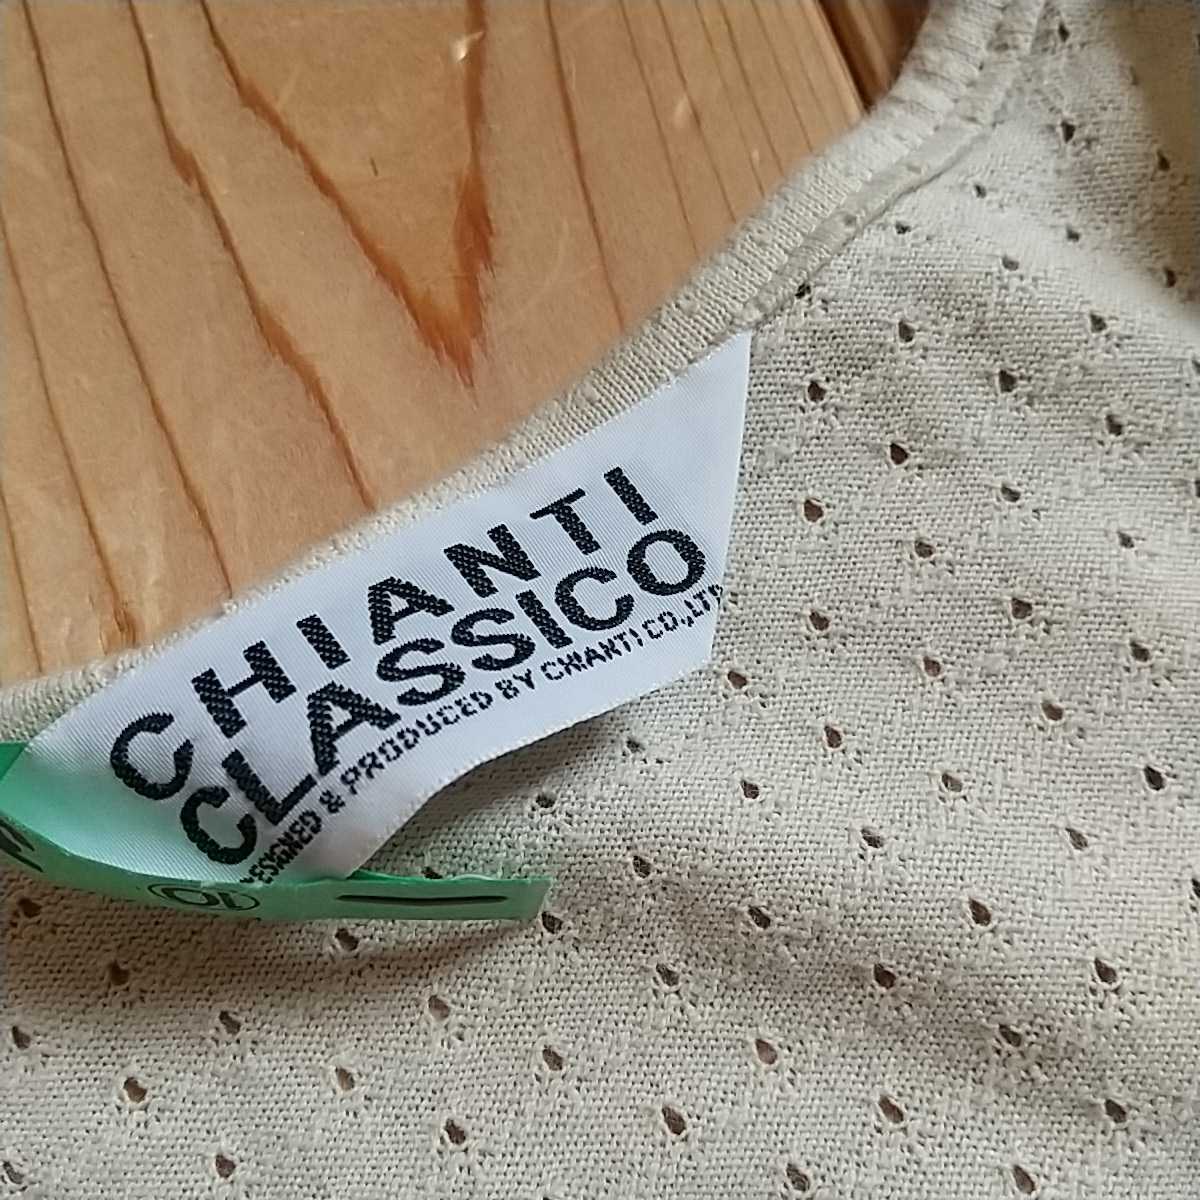 CHIANTI
CLASSICO
DESIGNED & PRODUCED BY CHIANTI CO.,LTD